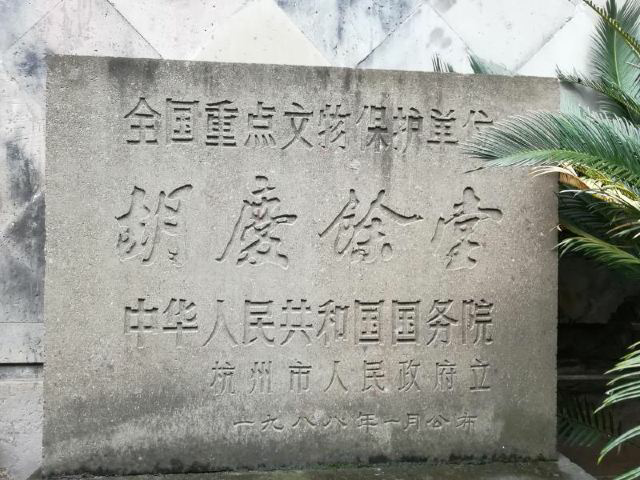 全国重点文物保护单位
胡慶餘堂
中华人民共和国国务院
杭州市人民政府立
一九八八年一月公布